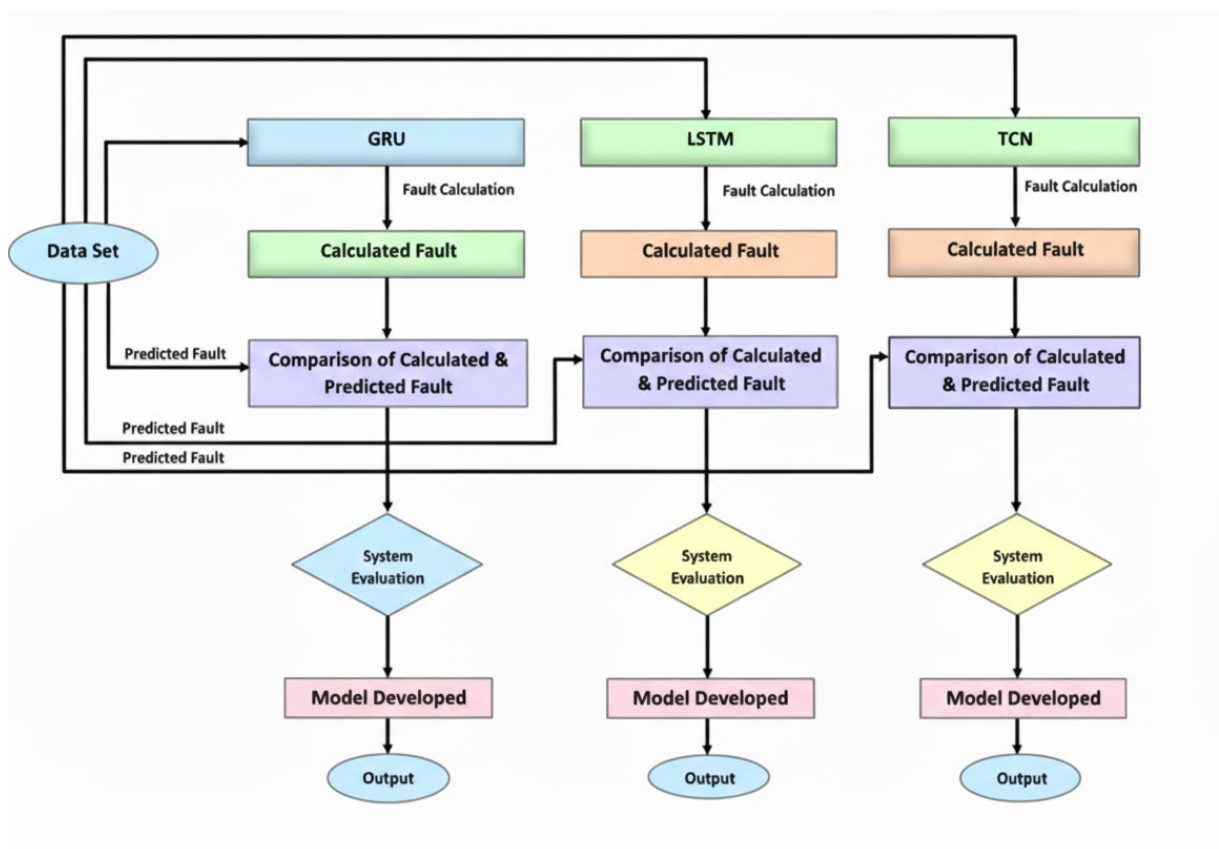 GRU
LSTM
TCN
Fault Calculation
Fault Calculation
Fault Calculation
Data Set
Calculated Fault
Calculated Fault
Calculated Fault
Predicted Fault
Comparison of Calculated &
Predicted Fault
Comparison of Calculated
& Predicted Fault
Comparison of Calculated
& Predicted Fault
Predicted Fault
Predicted Fault
System
Evaluation
System
Evaluation
System
Evaluation
Model Developed
Model Developed
Model Developed
Output
Output
Output